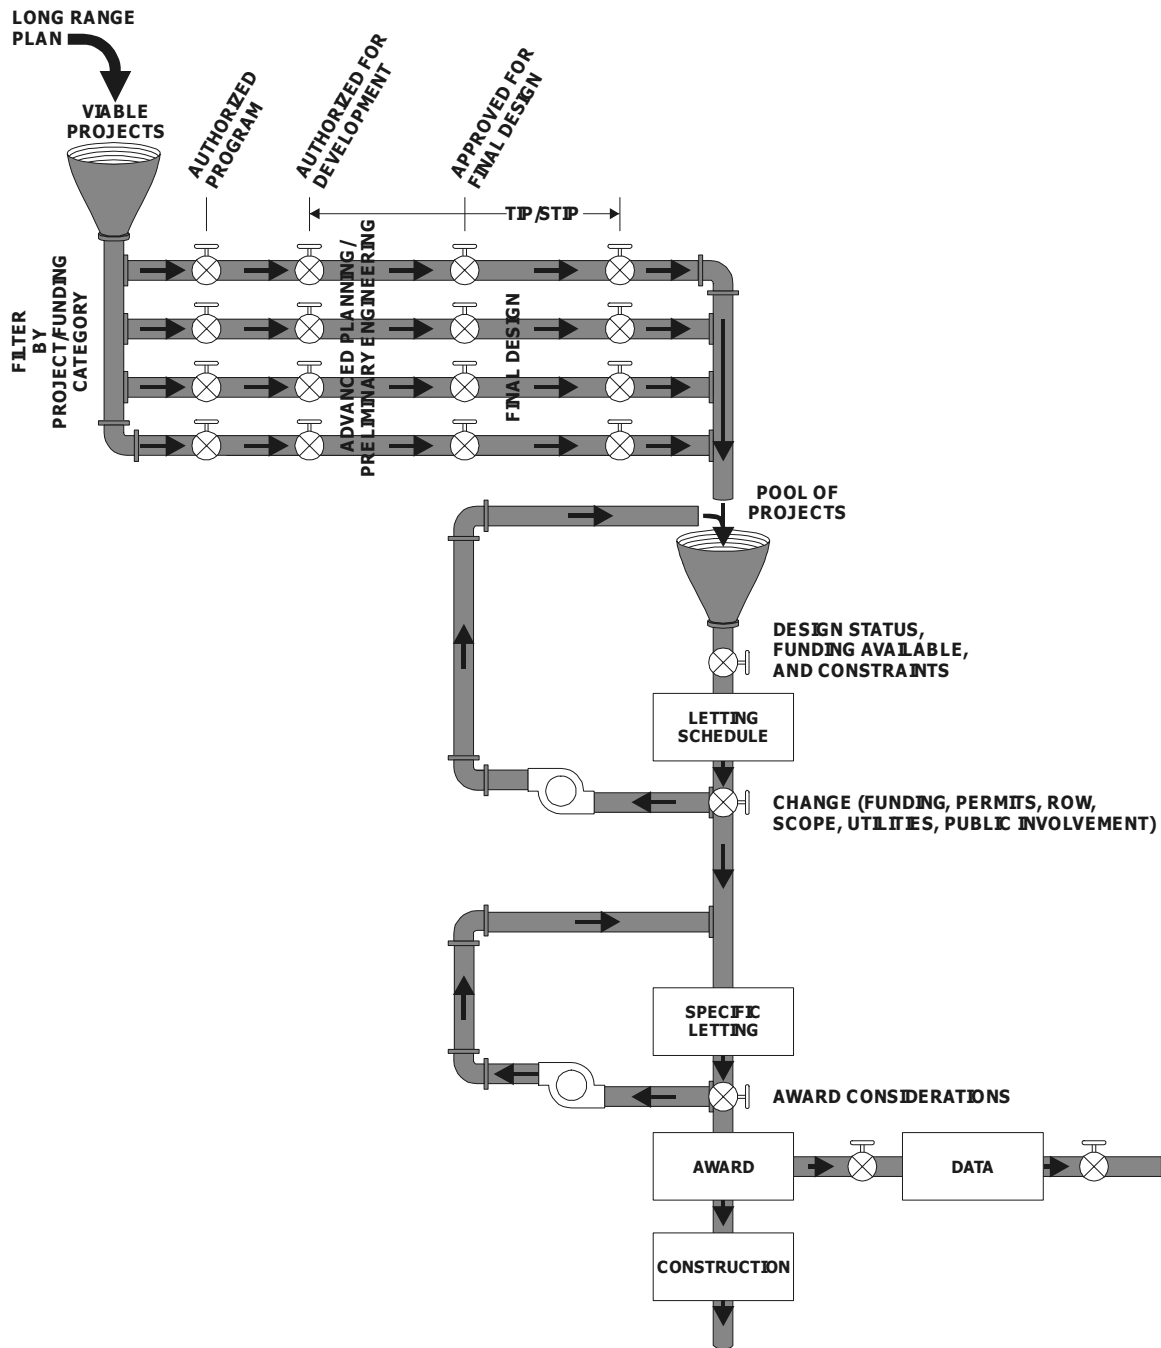 LONG RANGE
PLAN
VIABLE
PROJECTS
AUTHORIZED
PROGRAM
AUTHORIZED FOR
DEVELOPMENT
APPROVED FOR
FINAL DESIGN
TIP/STIP
FILTER
BY
PROJECT/FUNDING
CATEGORY
ADVANCED PLANNING/
PRELIMINARY ENGINEERING
FINAL DESIGN
POOL OF
PROJECTS
DESIGN STATUS,
FUNDING AVAILABLE,
AND CONSTRAINTS
LETTING
SCHEDULE
CHANGE (FUNDING, PERMITS, ROW,
SCOPE, UTILITIES, PUBLIC INVOLVEMENT)
SPECIFIC
LETTING
AWARD CONSIDERATIONS
AWARD
DATA
CONSTRUCTION